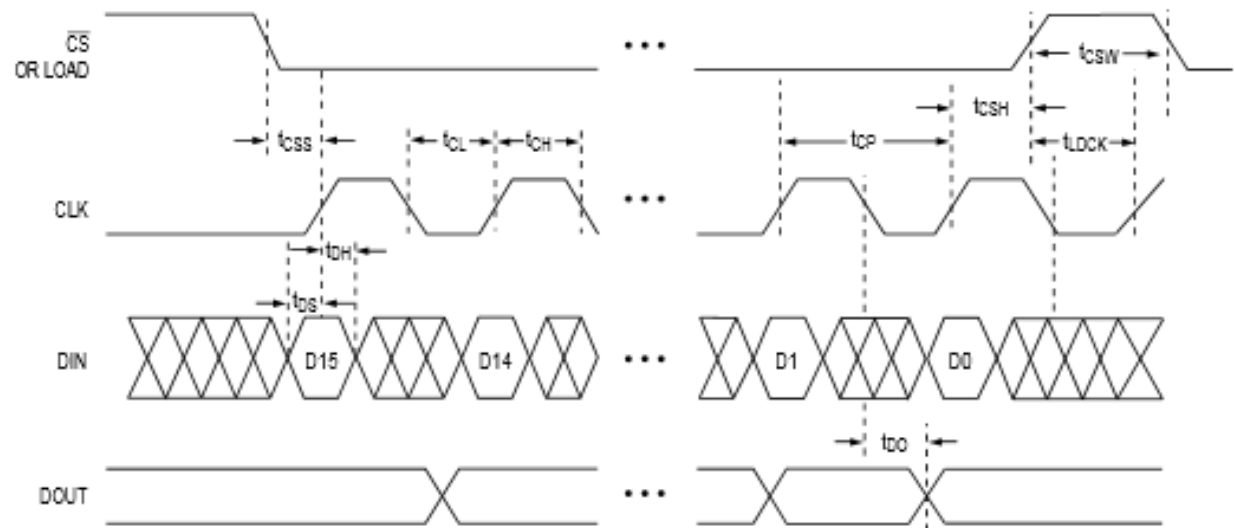 CS
OR LOAD
tCSW
tCSH
tCSS
tCL
tCH
tCP
tLDCK
CLK
tDH
tDS
DIN
D15
D14
D1
D0
tDO
DOUT